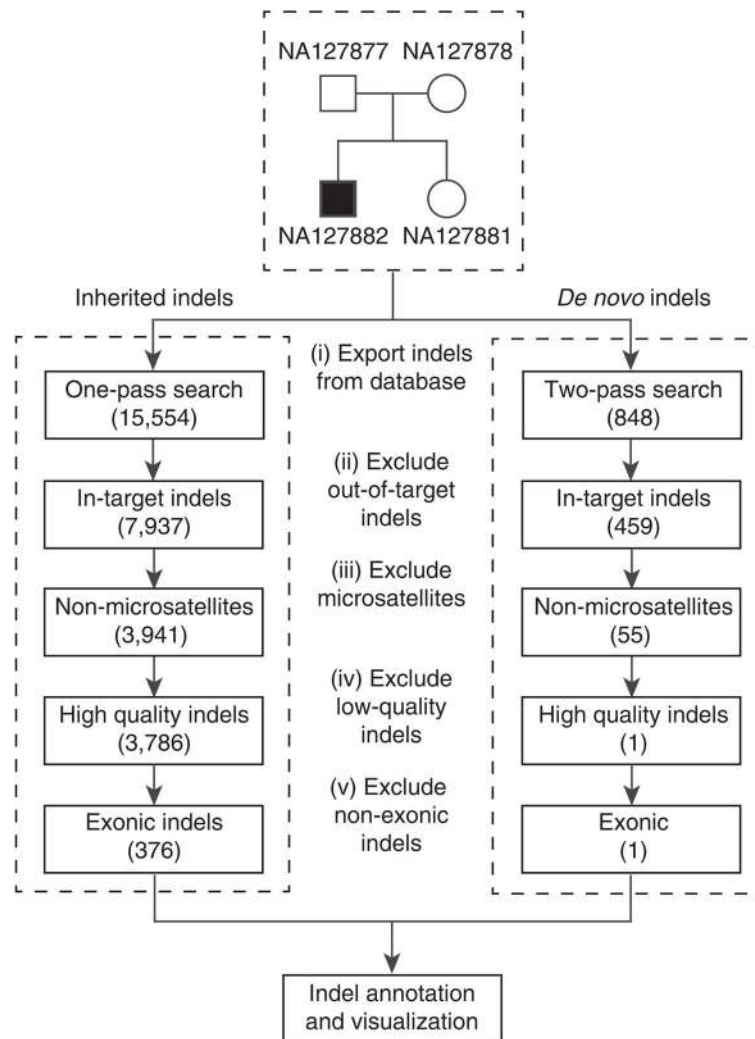 NA127877 NA127878
NA127882 NA127881
Inherited indels
De novo indels
(i) Export indels
from database
One-pass search
(15,554)
Two-pass search
(848)
(ii) Exclude
out-of-target
indels
In-target indels
(7,937)
In-target indels
(459)
(iii) Exclude
microsatellites
Non-microsatellites
(3,941)
Non-microsatellites
(55)
(iv) Exclude
low-quality
indels
High quality indels
(3,786)
High quality indels
(1)
(v) Exclude
non-exonic
indels
Exonic indels
(376)
Exonic
(1)
Indel annotation
and visualization